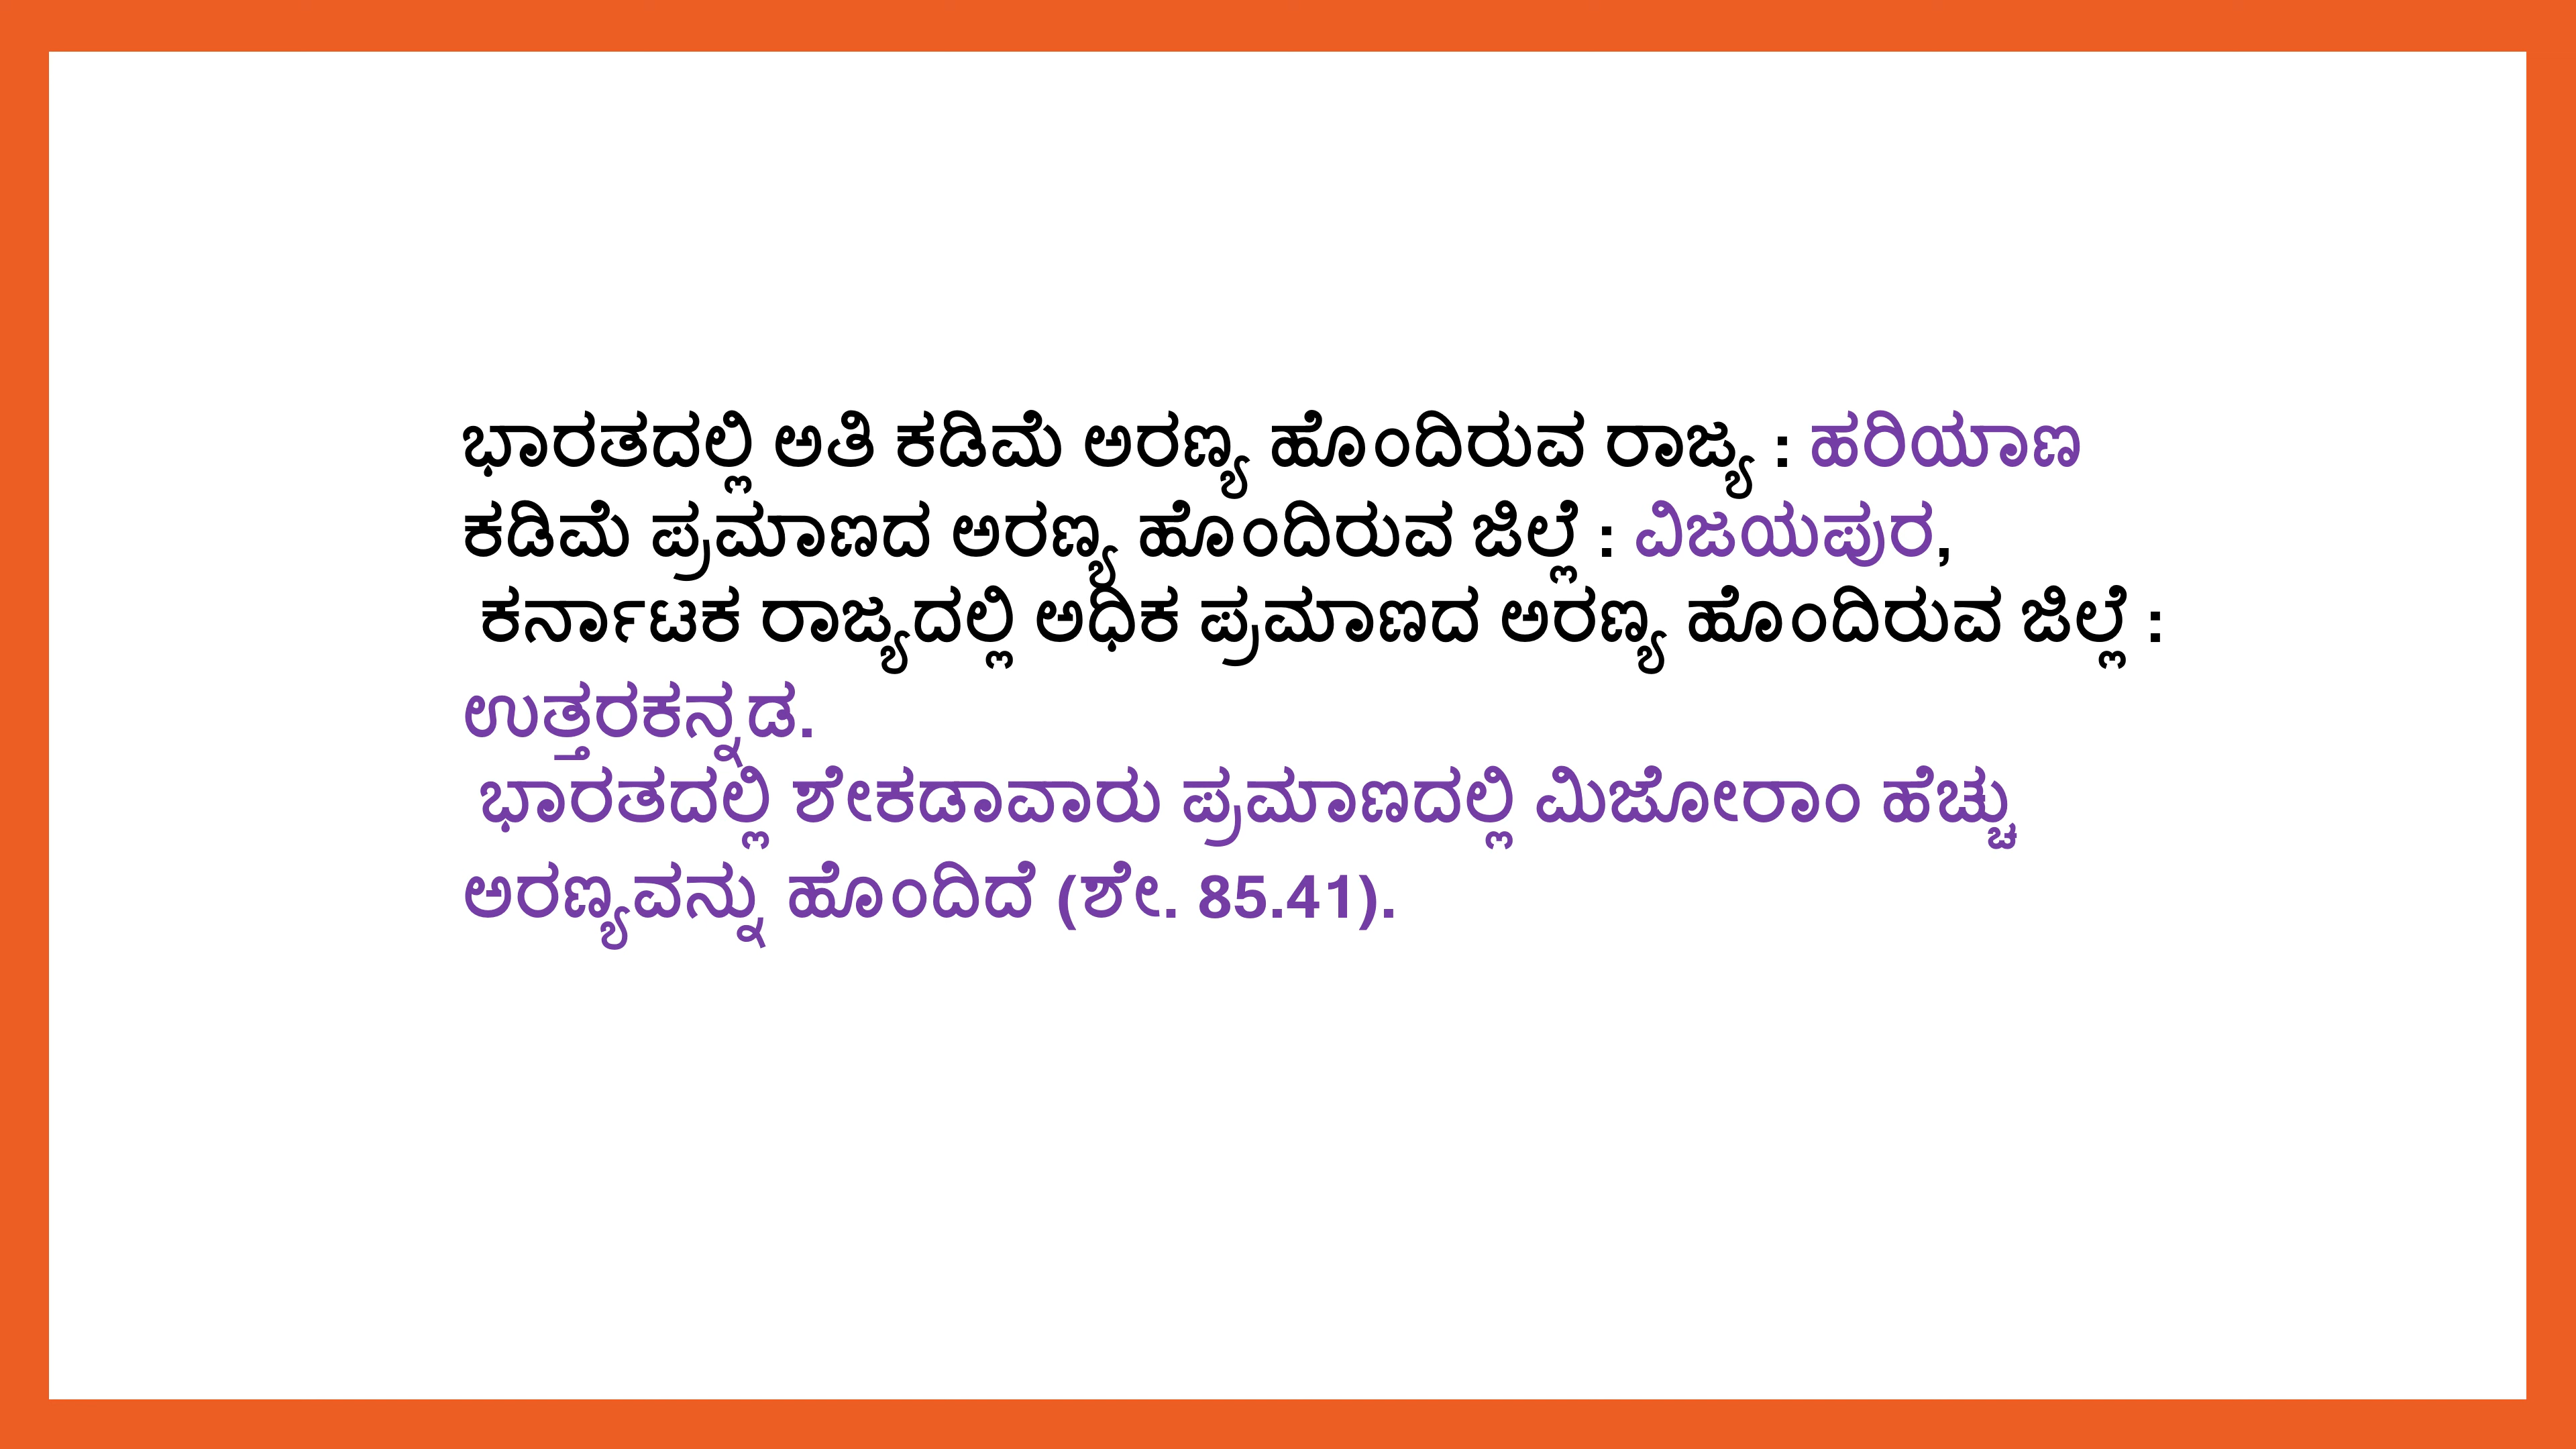 ಭಾರತದಲ್ಲಿ ಅತಿ ಕಡಿಮೆ ಅರಣ್ಯ ಹೊಂದಿರುವ ರಾಜ್ಯ : ಹರಿಯಾಣ
ಕಡಿಮೆ ಪ್ರಮಾಣದ ಅರಣ್ಯ ಹೊಂದಿರುವ ಜಿಲ್ಲೆ : ವಿಜಯಪುರ,
ಕರ್ನಾಟಕ ರಾಜ್ಯದಲ್ಲಿ ಅಧಿಕ ಪ್ರಮಾಣದ ಅರಣ್ಯ ಹೊಂದಿರುವ ಜಿಲ್ಲೆ :
ಉತ್ತರಕನ್ನಡ.
ಭಾರತದಲ್ಲಿ ಶೇಕಡಾವಾರು ಪ್ರಮಾಣದಲ್ಲಿ ಮಿಜೋರಾಂ ಹೆಚ್ಚು
ಅರಣ್ಯವನ್ನು ಹೊಂದಿದೆ (ಶೇ. 85.41).